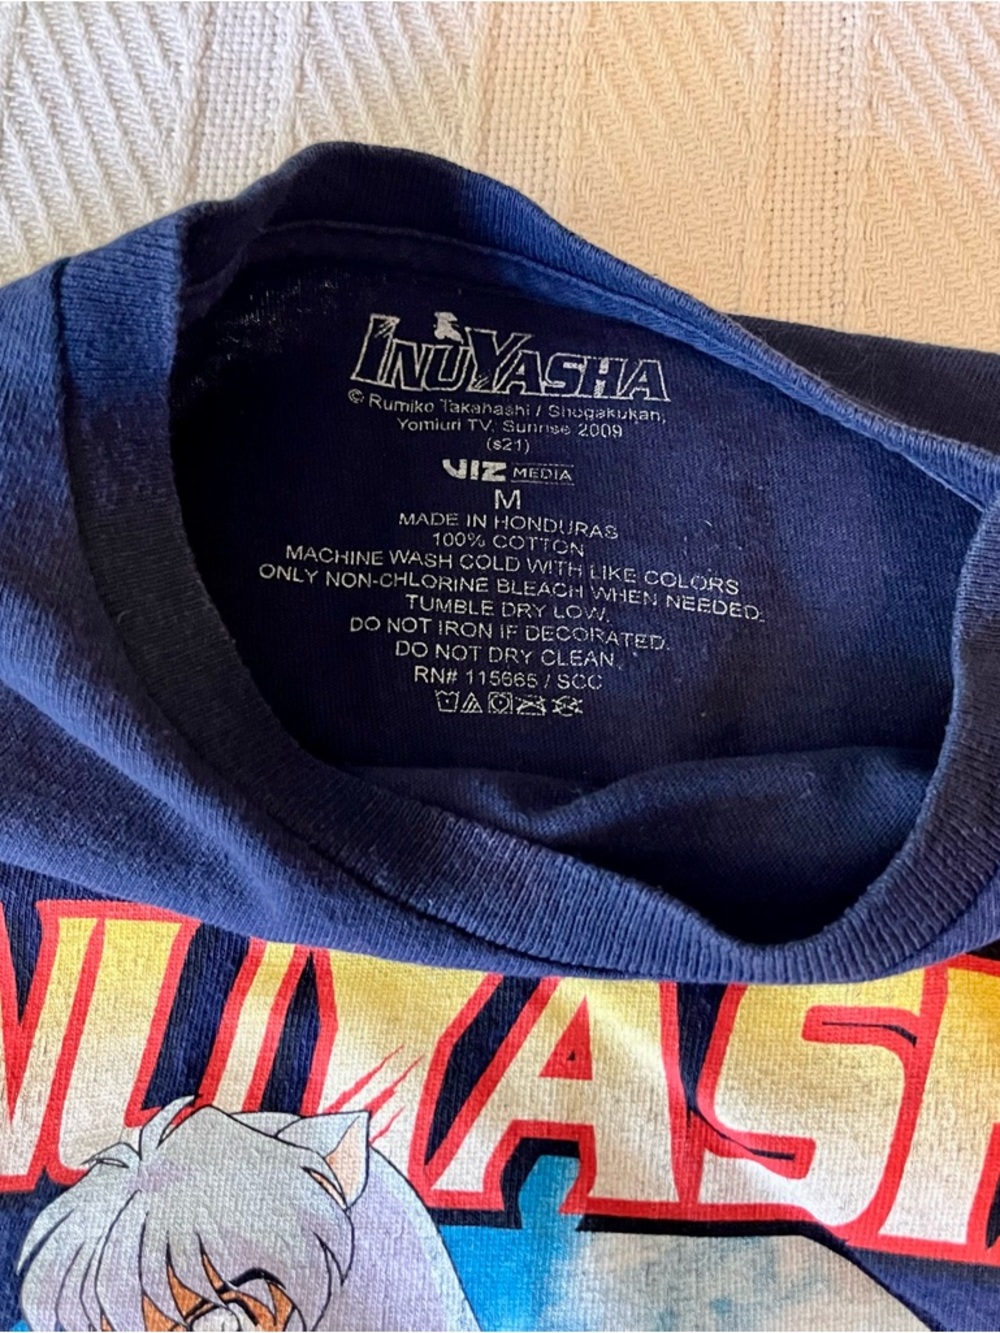 INUYASHA
© Rumiko Takahashi / Shogakukan,
Yomiuri TV, Sunrise 2009
(s21)
VIZ MEDIA
M
MADE IN HONDURAS
100% COTTON
MACHINE WASH COLD WITH LIKE COLORS
ONLY NON-CHLORINE BLEACH WHEN NEEDED.
TUMBLE DRY LOW.
DO NOT IRON IF DECORATED.
DO NOT DRY CLEAN.
RN# 115665 / SCC
NUYASH